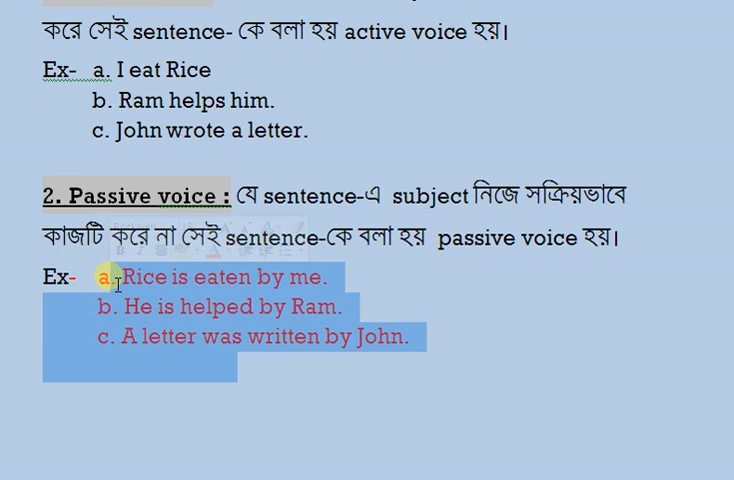 করে সেই sentence- কে বলা হয় active voice হয়।
Ex- a. I eat Rice
b. Ram helps him.
c. John wrote a letter.
2. Passive voice : যে sentence-এ subject নিজে সক্রিয়ভাবে
কাজটি করে না সেই sentence-কে বলা হয় passive voice হয়।
Ex- a. Rice is eaten by me.
b. He is helped by Ram.
c. A letter was written by John.